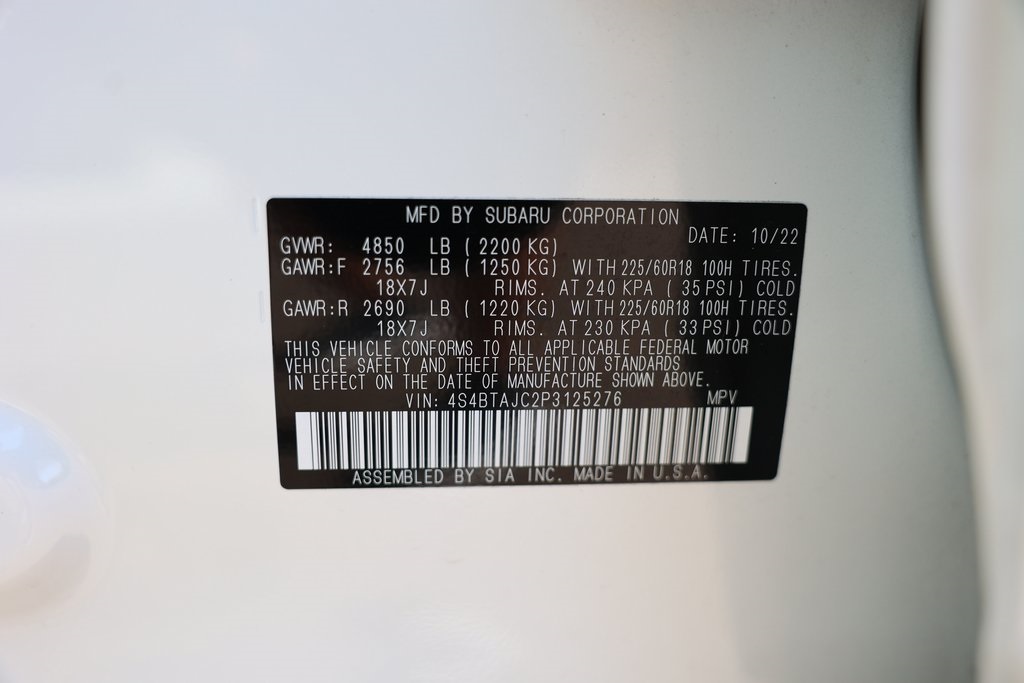 MFD BY SUBARU CORPORATION
DATE: 10/22
GVWR: 4850 LB (2200 KG)
GAWR:F 2756 LB (1250 KG) WITH 225/60R18 100H TIRES.
18X7J RIMS. AT 240 KPA (35 PSI) COLD
GAWR:R 2690 LB (1220 KG) WITH 225/60R18 100H TIRES.
18X7J RIMS. AT 230 KPA (33 PSI) COLD
THIS VEHICLE CONFORMS TO ALL APPLICABLE FEDERAL MOTOR
VEHICLE SAFETY AND THEFT PREVENTION STANDARDS
IN EFFECT ON THE DATE OF MANUFACTURE SHOWN ABOVE.
VIN: 4S4BTAJC2P3125276 MPV
ASSEMBLED BY SIA INC. MADE IN U.S.A.